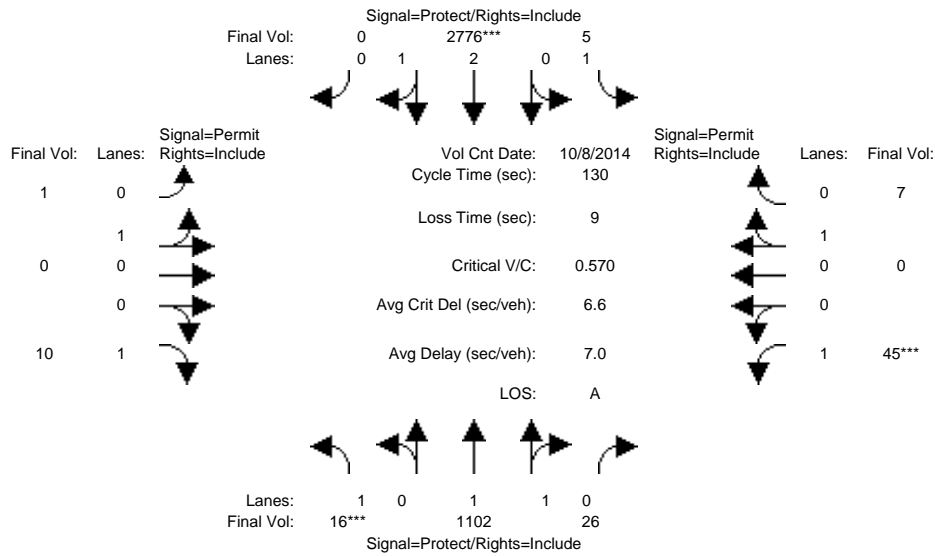 Signal=Protect/Rights=Include
Final Vol: 0 2776*** 5
Lanes: 0 1 2 0 1
Signal=Permit Signal=Permit
Final Vol: Lanes: Rights=Include Vol Cnt Date: 10/8/2014 Rights=Include Lanes: Final Vol:
Cycle Time (sec): 130
1 0 0 7
Loss Time (sec): 9
1 1
0 0 Critical V/C: 0.570 0 0
0 Avg Crit Del (sec/veh): 6.6 0
10 1 Avg Delay (sec/veh): 7.0 1 45***
LOS: A
Lanes: 1 0 1 1 0
Final Vol: 16*** 1102 26
Signal=Protect/Rights=Include